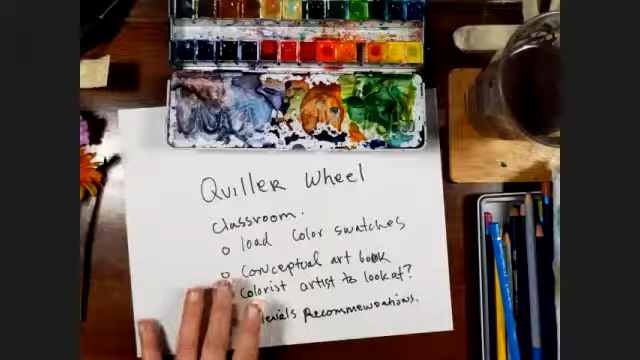 Quiller Wheel
Classroom.
o load color swatches
o Conceptual art book
Colorist artist to look at?
Recommendations.